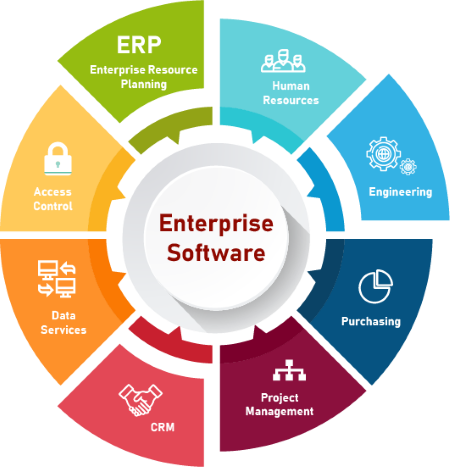 ERP
Enterprise Resource
Planning
Human
Resources
Engineering
Purchasing
Project
Management
CRM
Data
Services
Access
Control
Enterprise
Software